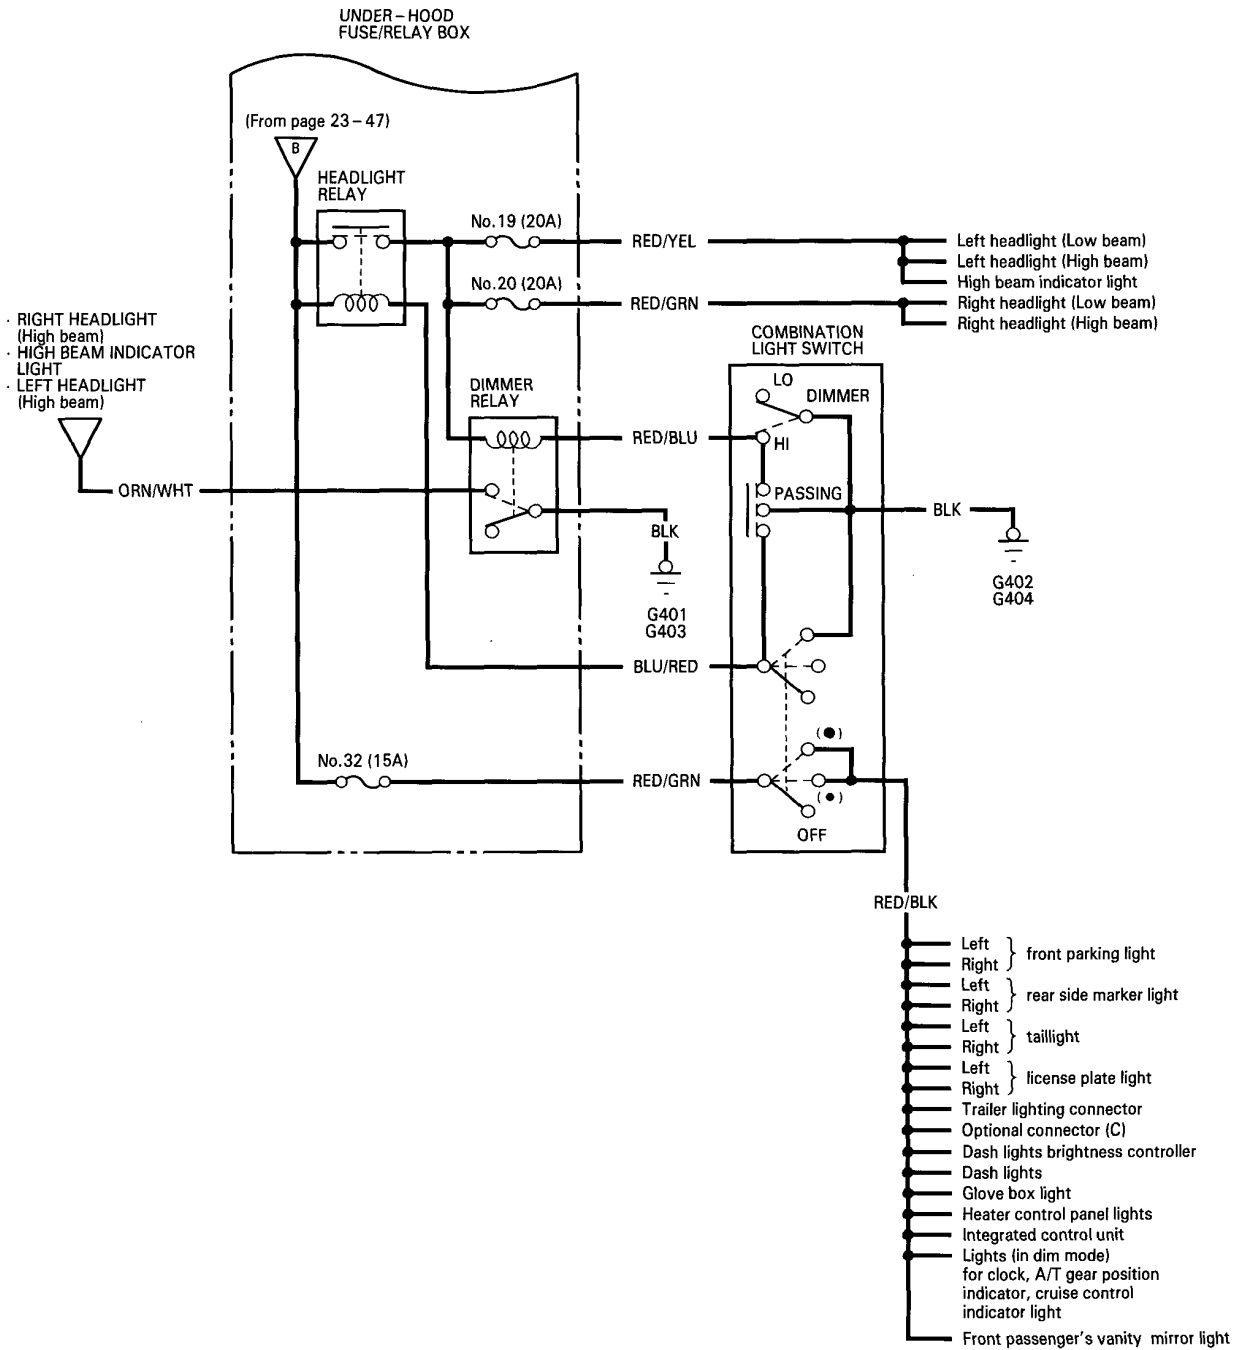 UNDER-HOOD
FUSE/RELAY BOX
(From page 23-47)
B
HEADLIGHT
RELAY
No.19 (20A)
RED/YEL
Left headlight (Low beam)
Left headlight (High beam)
High beam indicator light
No.20 (20A)
RED/GRN
Right headlight (Low beam)
Right headlight (High beam)
· RIGHT HEADLIGHT
(High beam)
· HIGH BEAM INDICATOR
LIGHT
· LEFT HEADLIGHT
(High beam)
COMBINATION
LIGHT SWITCH
DIMMER
RELAY
LO
DIMMER
RED/BLU
HI
ORN/WHT
PASSING
BLK
BLK
G401
G403
G402
G404
BLU/RED
No.32 (15A)
RED/GRN
(●)
(•)
OFF
RED/BLK
Left
Right
front parking light
Left
Right
rear side marker light
Left
Right
taillight
Left
Right
license plate light
Trailer lighting connector
Optional connector (C)
Dash lights brightness controller
Dash lights
Glove box light
Heater control panel lights
Integrated control unit
Lights (in dim mode)
for clock, A/T gear position
indicator, cruise control
indicator light
Front passenger's vanity mirror light